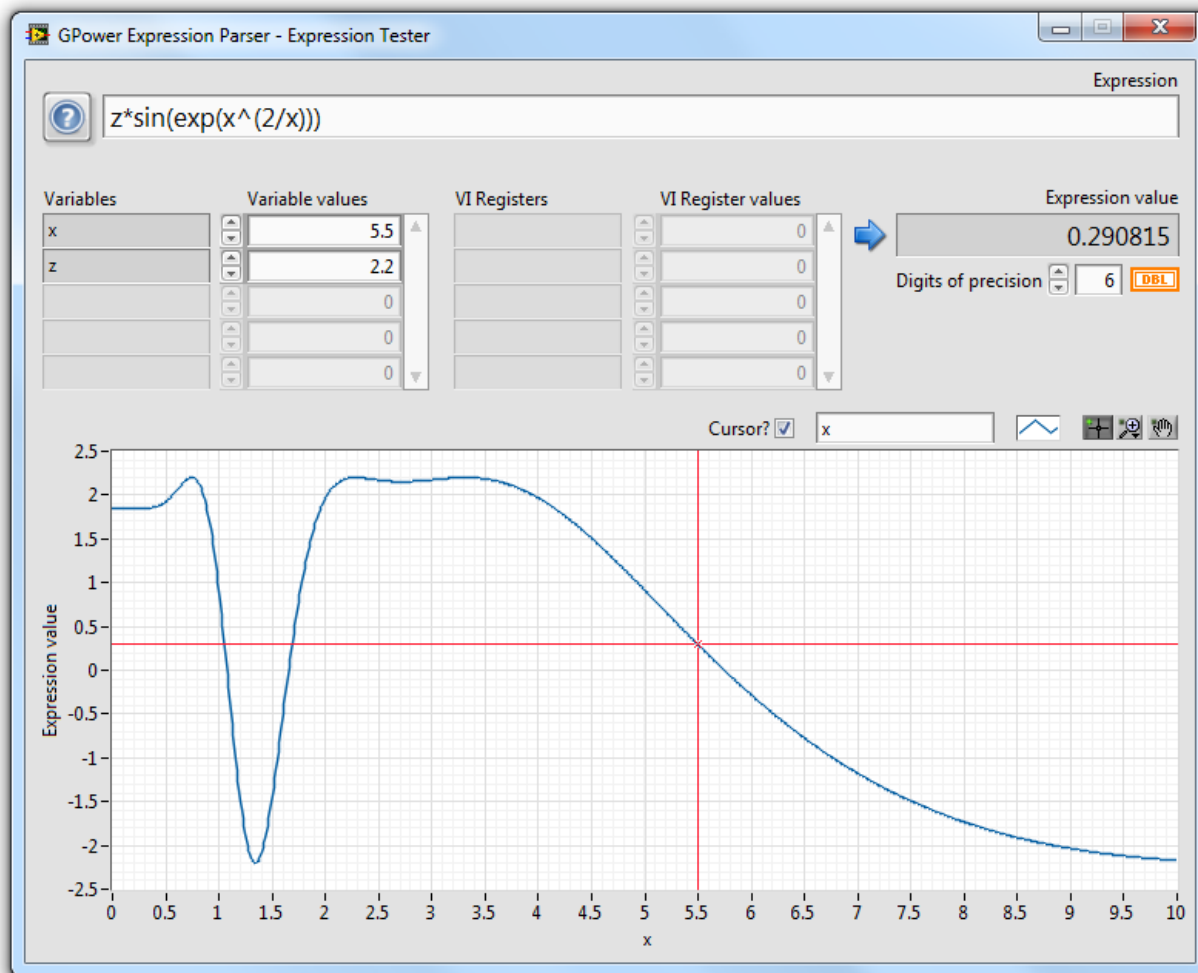 GPower Expression Parser - Expression Tester
Expression
z*sin(exp(x^(2/x)))
Variables Variable values VI Registers VI Register values Expression value
x 5.5 0 0.290815
z 2.2 0
Digits of precision 6 DBL
0 0
0 0
0 0
Cursor? x
2.5
2
1.5
1
0.5
0
-0.5
-1
-1.5
-2
-2.5
Expression value
0 0.5 1 1.5 2 2.5 3 3.5 4 4.5 5 5.5 6 6.5 7 7.5 8 8.5 9 9.5 10
x